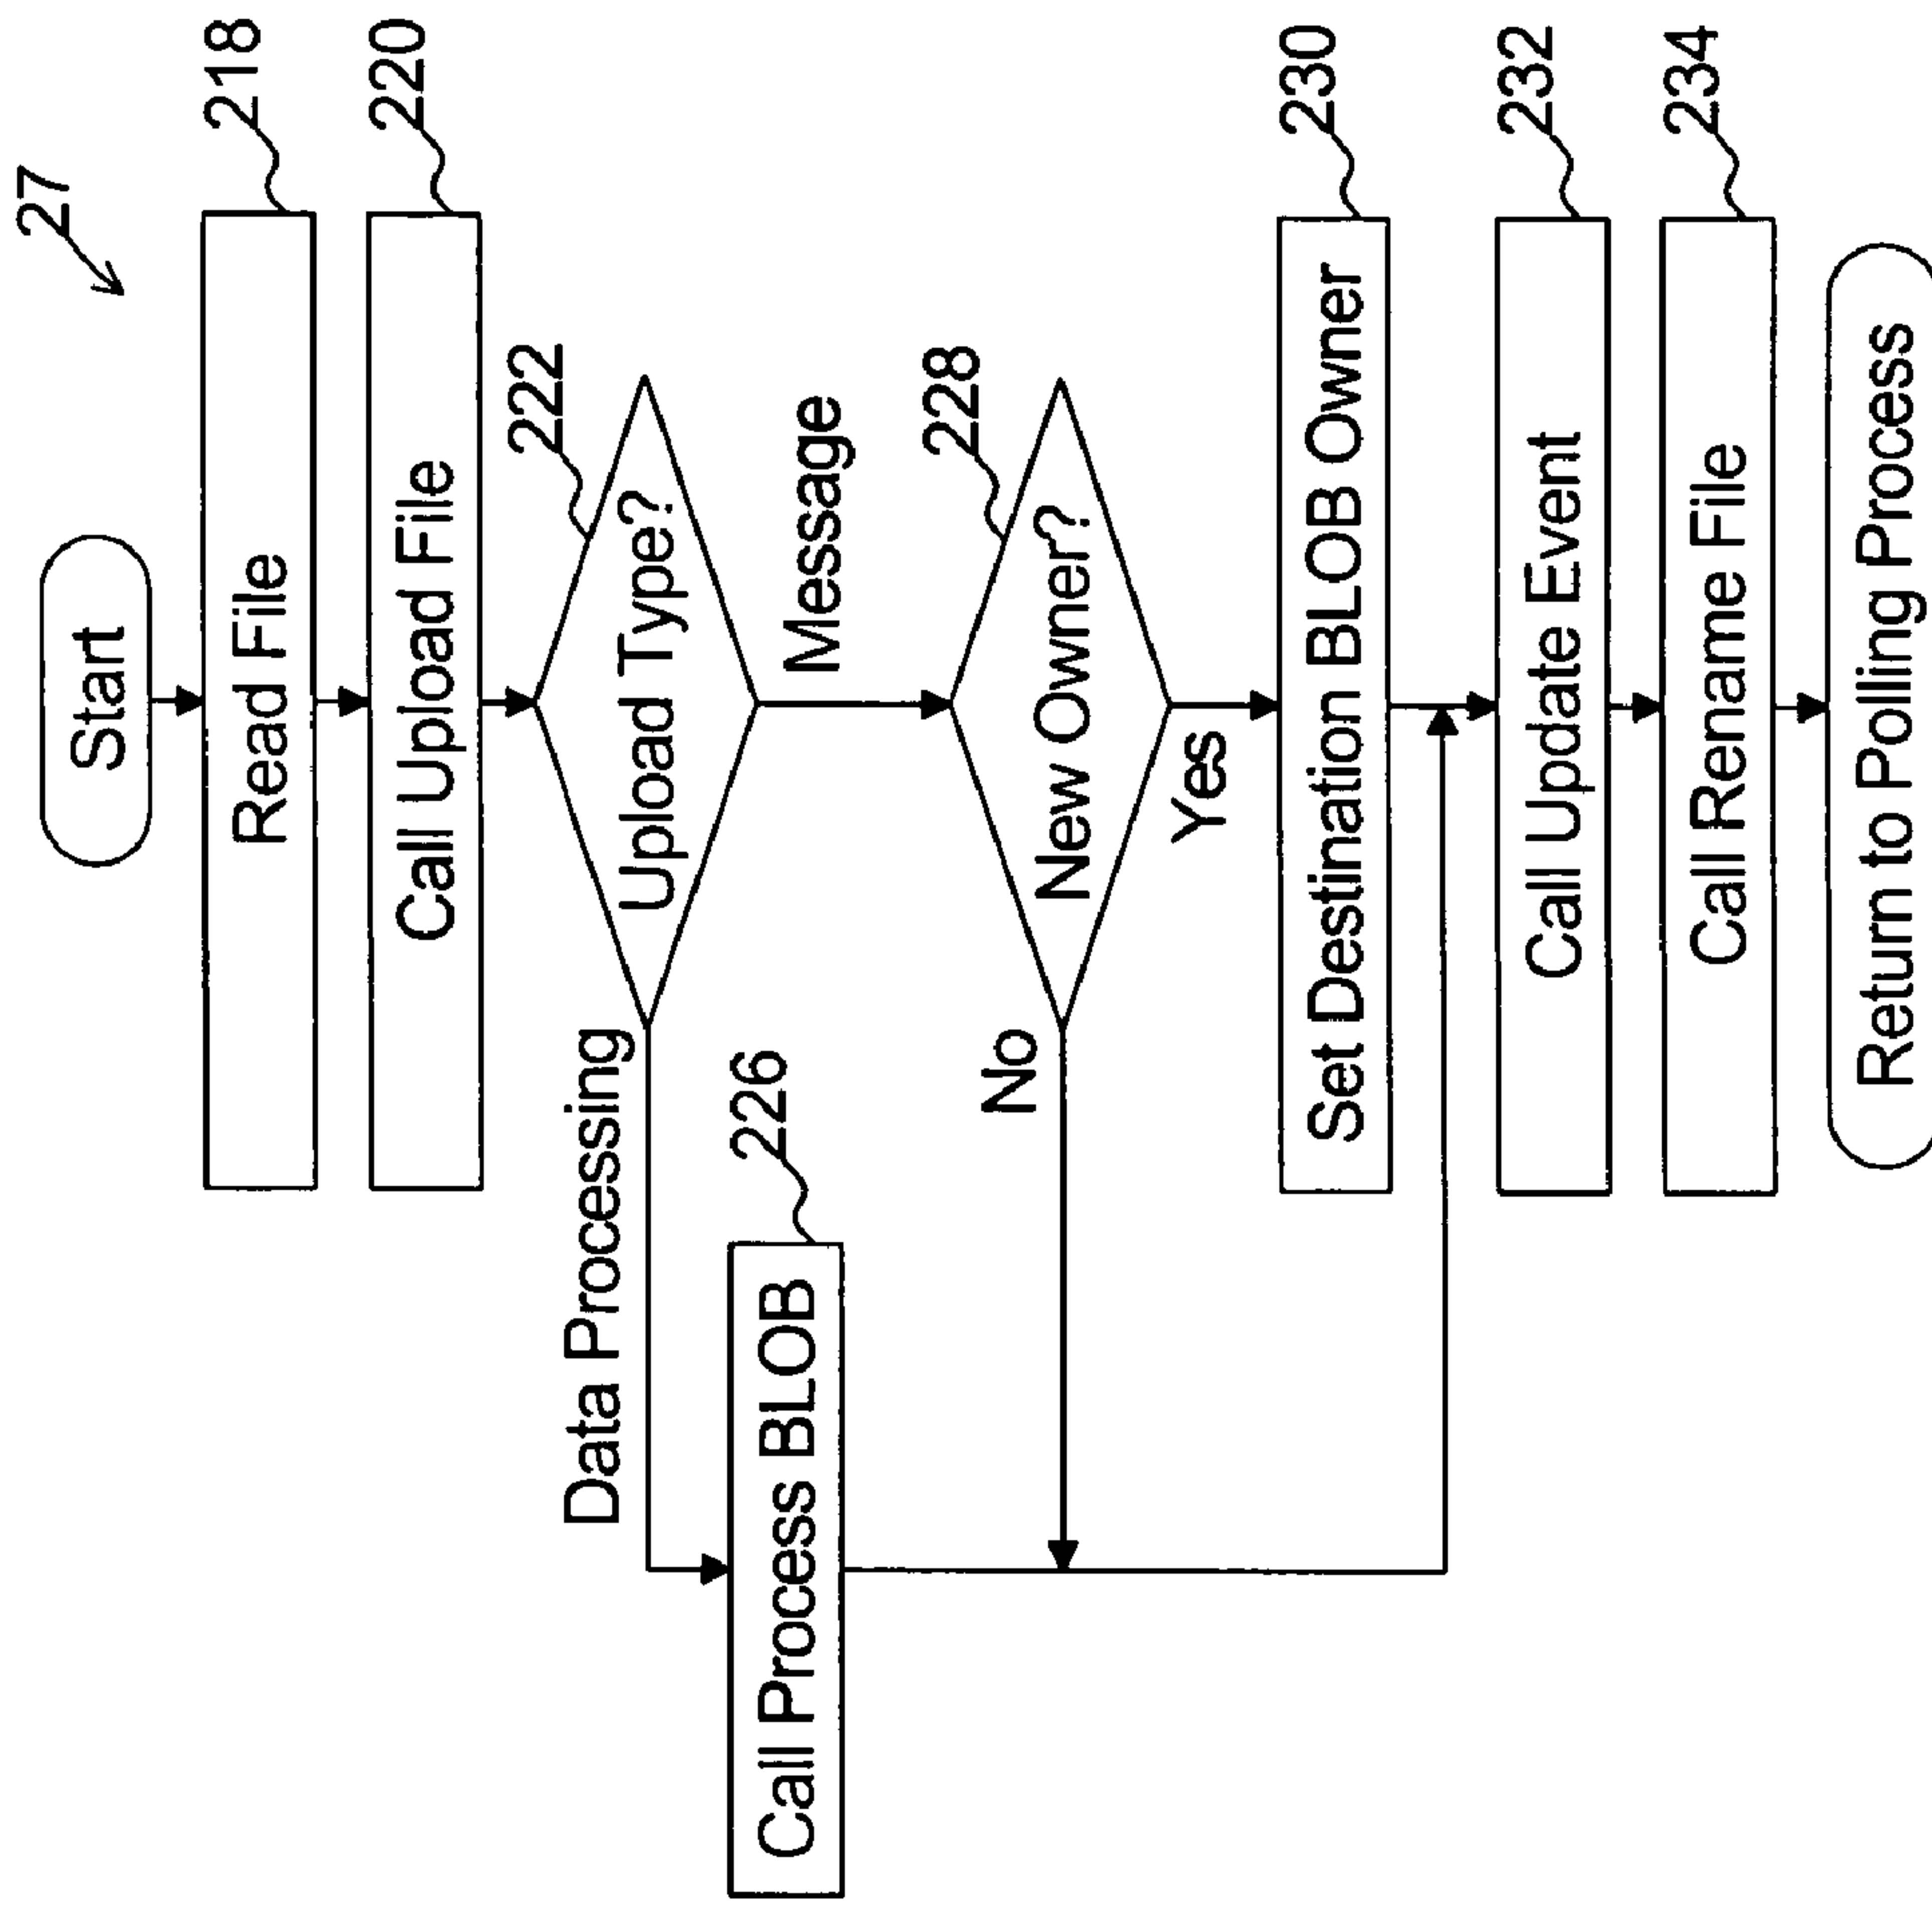 27
Start
Read File
218
Call Upload File
220
222
Upload Type?
Data Processing
Message
Call Process BLOB
226
228
New Owner?
No
Yes
Set Destination BLOB Owner
230
Call Update Event
232
Call Rename File
234
Return to Polling Process